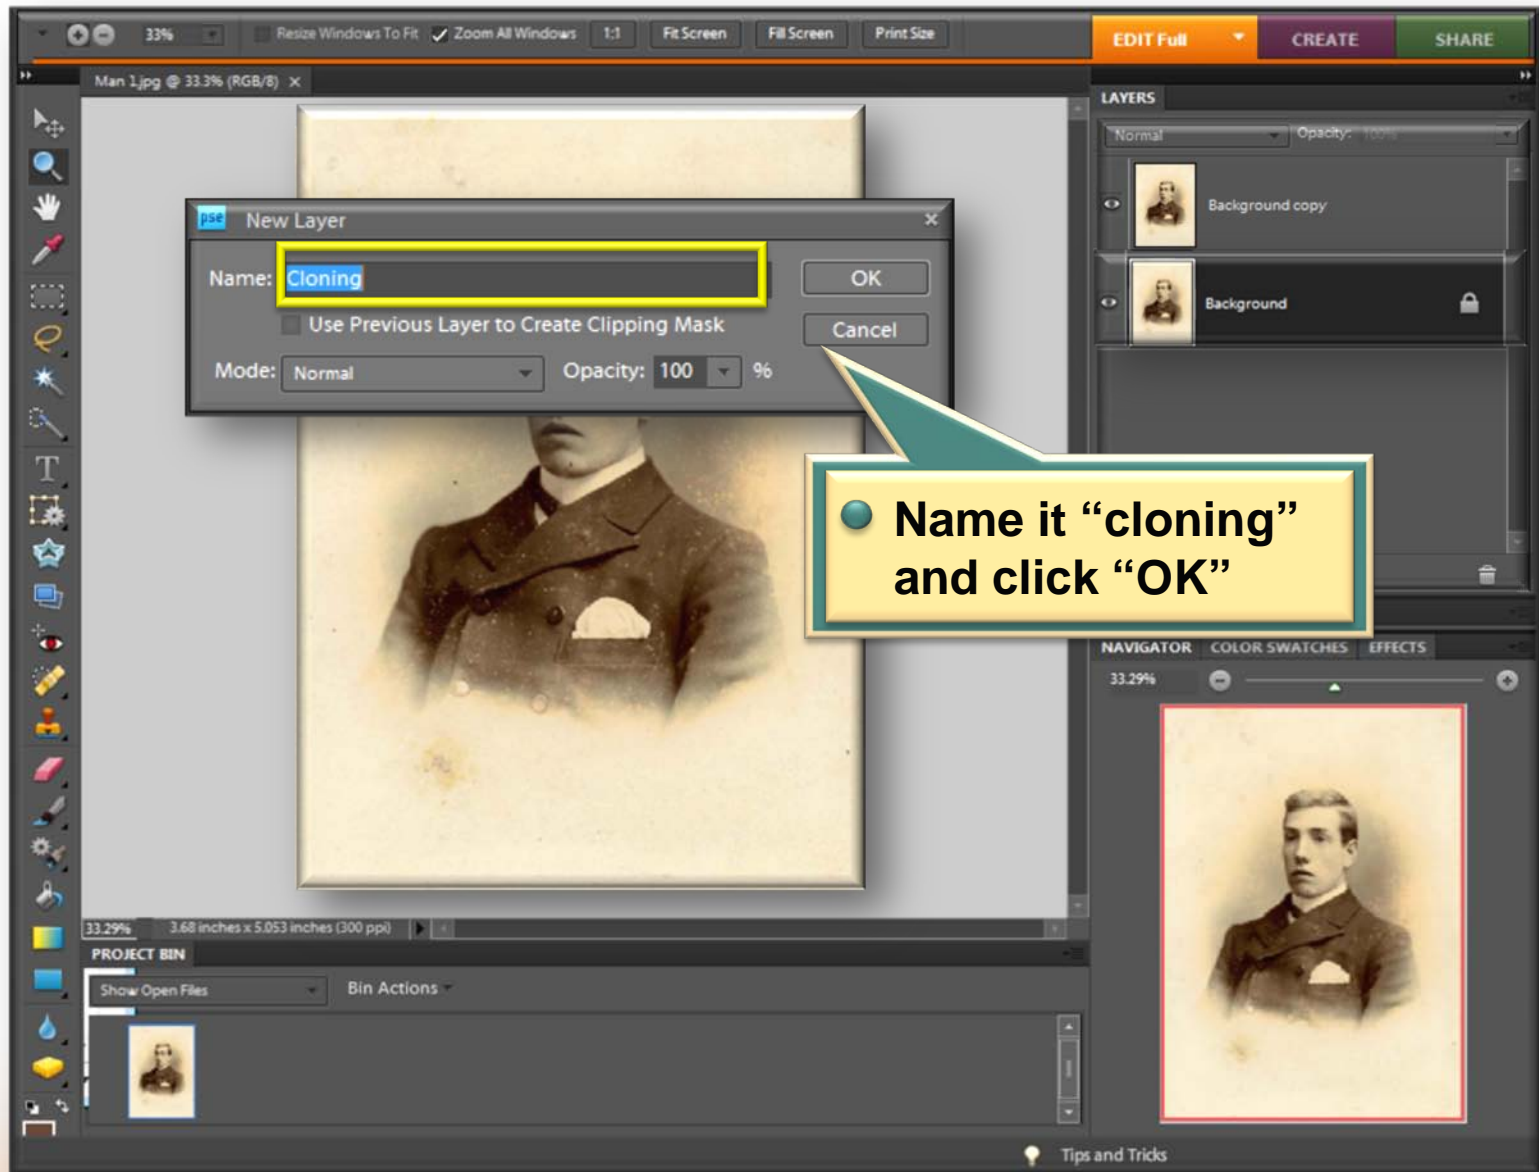 33%
Resize Windows To Fit
Zoom All Windows
1:1
Fit Screen
Fill Screen
Print Size
EDIT Full
CREATE
SHARE
Man 1.jpg @ 33.3% (RGB/8) ×
LAYERS
Normal
Opacity: 100%
Background copy
Background
pse New Layer
Name: Cloning
OK
Use Previous Layer to Create Clipping Mask
Cancel
Mode: Normal
Opacity: 100 %
T
Name it “cloning”
and click “OK”
NAVIGATOR
COLOR SWATCHES
EFFECTS
33.29%
33.29%
3.68 inches x 5.053 inches (300 ppi)
PROJECT BIN
Show Open Files
Bin Actions
Tips and Tricks